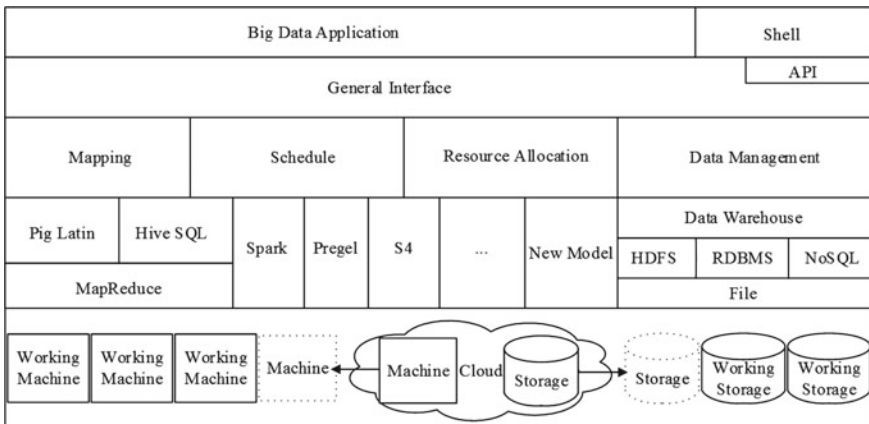 Big Data Application
Shell
API
General Interface
Mapping
Schedule
Resource Allocation
Data Management
Pig Latin
Hive SQL
Spark
Pregel
S4
...
New Model
Data Warehouse
HDFS
RDBMS
NoSQL
MapReduce
File
Working
Machine
Working
Machine
Working
Machine
Machine
Machine
Cloud
Storage
Storage
Working
Storage
Working
Storage